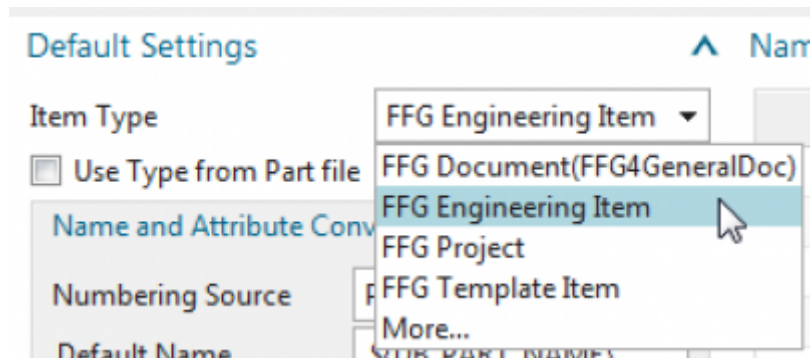 Default Settings
Nam
Item Type
FFG Engineering Item
Use Type from Part file
FFG Document(FFG4GeneralDoc)
FFG Engineering Item
Name and Attribute Conv
FFG Project
Numbering Source
FFG Template Item
Default Name
More...